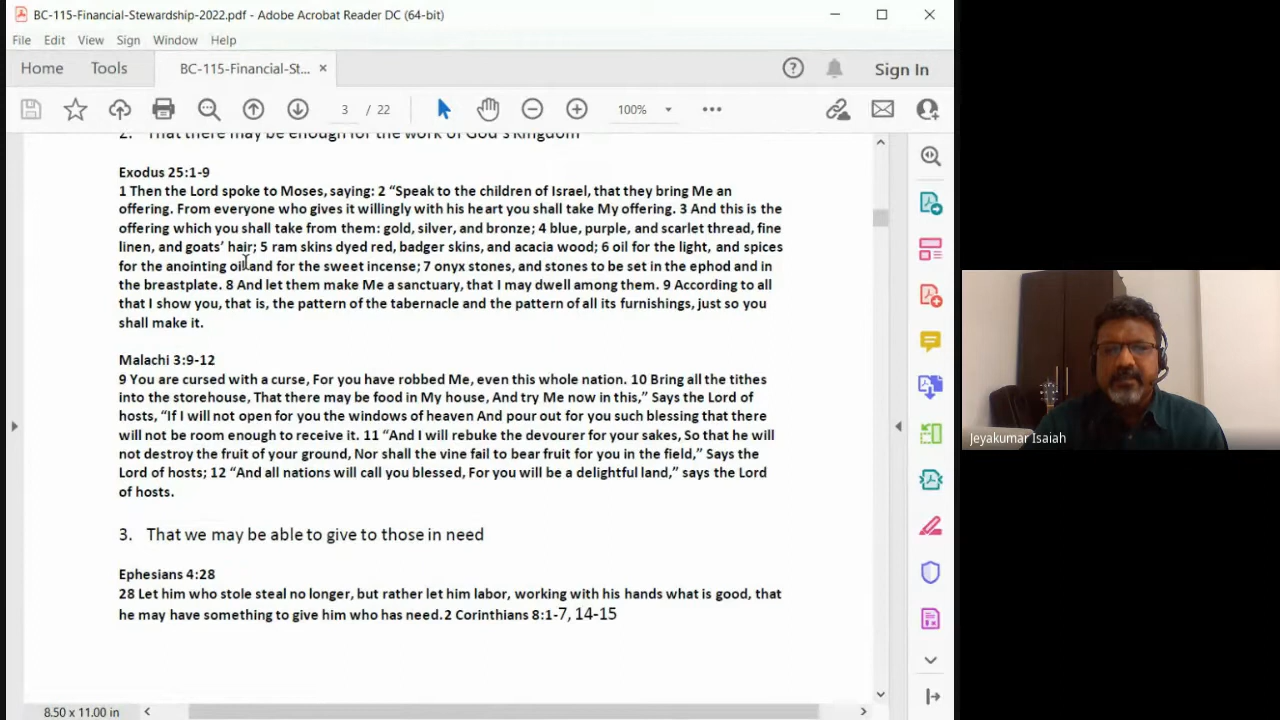 BC-115-Financial-Stewardship-2022.pdf - Adobe Acrobat Reader DC (64-bit)
File Edit View Sign Window Help
Home Tools BC-115-Financial-St... × Sign In
3 / 22 100%
2. That there may be enough for the work of God's Kingdom
Exodus 25:1-9
1 Then the Lord spoke to Moses, saying: 2 “Speak to the children of Israel, that they bring Me an
offering. From everyone who gives it willingly with his heart you shall take My offering. 3 And this is the
offering which you shall take from them: gold, silver, and bronze; 4 blue, purple, and scarlet thread, fine
linen, and goats’ hair; 5 ram skins dyed red, badger skins, and acacia wood; 6 oil for the light, and spices
for the anointing oil and for the sweet incense; 7 onyx stones, and stones to be set in the ephod and in
the breastplate. 8 And let them make Me a sanctuary, that I may dwell among them. 9 According to all
that I show you, that is, the pattern of the tabernacle and the pattern of all its furnishings, just so you
shall make it.
Malachi 3:9-12
9 You are cursed with a curse, For you have robbed Me, even this whole nation. 10 Bring all the tithes
into the storehouse, That there may be food in My house, And try Me now in this,” Says the Lord of
hosts, “If I will not open for you the windows of heaven And pour out for you such blessing that there
will not be room enough to receive it. 11 “And I will rebuke the devourer for your sakes, So that he will
not destroy the fruit of your ground, Nor shall the vine fail to bear fruit for you in the field,” Says the
Lord of hosts; 12 “And all nations will call you blessed, For you will be a delightful land,” says the Lord
of hosts.
3. That we may be able to give to those in need
Ephesians 4:28
28 Let him who stole steal no longer, but rather let him labor, working with his hands what is good, that
he may have something to give him who has need.2 Corinthians 8:1-7, 14-15
8.50 x 11.00 in
Jeyakumar Isaiah